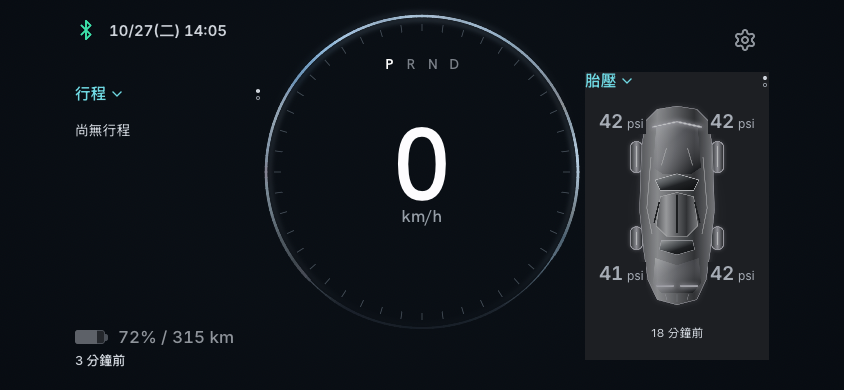 10/27(二) 14:05
P R N D
行程
尚無行程
0
km/h
72% / 315 km
3 分鐘前
胎壓
42 psi 42 psi
41 psi 42 psi
18 分鐘前